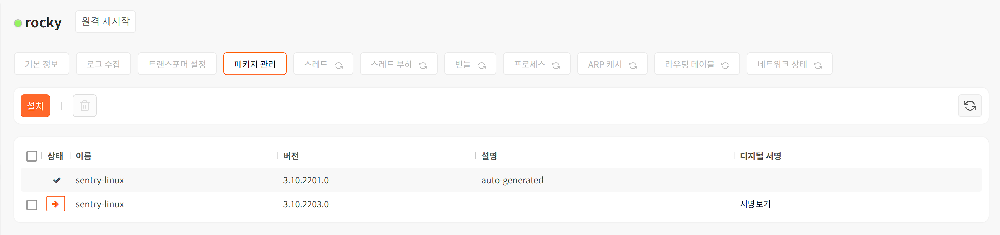 rocky 원격 재시작
기본 정보 로그 수집 트랜스포머 설정 패키지 관리 스레드 스레드 부하 번들 프로세스 ARP 캐시 라우팅 테이블 네트워크 상태
설치
상태 이름 버전 설명 디지털 서명
sentry-linux 3.10.2201.0 auto-generated
sentry-linux 3.10.2203.0 서명 보기